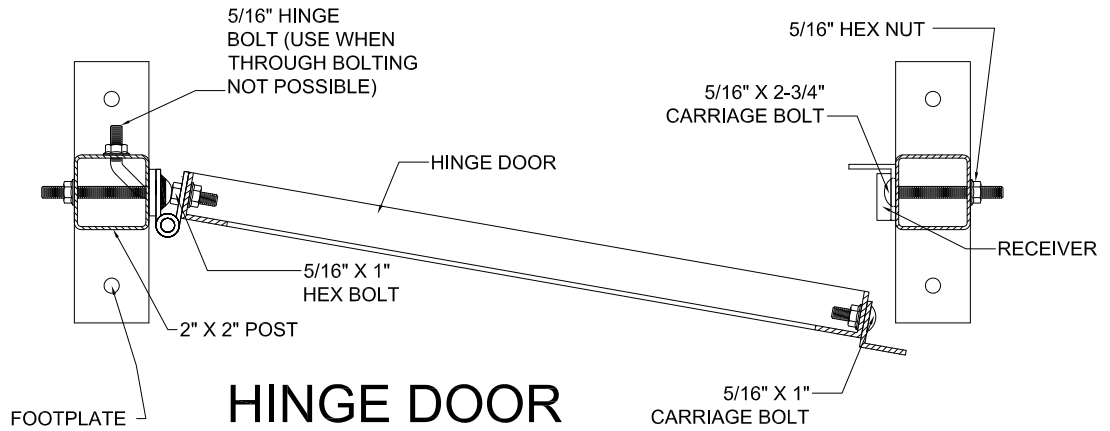 5/16" HINGE
BOLT (USE WHEN
THROUGH BOLTING
NOT POSSIBLE)
5/16" HEX NUT
5/16" X 2-3/4"
CARRIAGE BOLT
HINGE DOOR
RECEIVER
5/16" X 1"
HEX BOLT
2" X 2" POST
FOOTPLATE
HINGE DOOR
5/16" X 1"
CARRIAGE BOLT